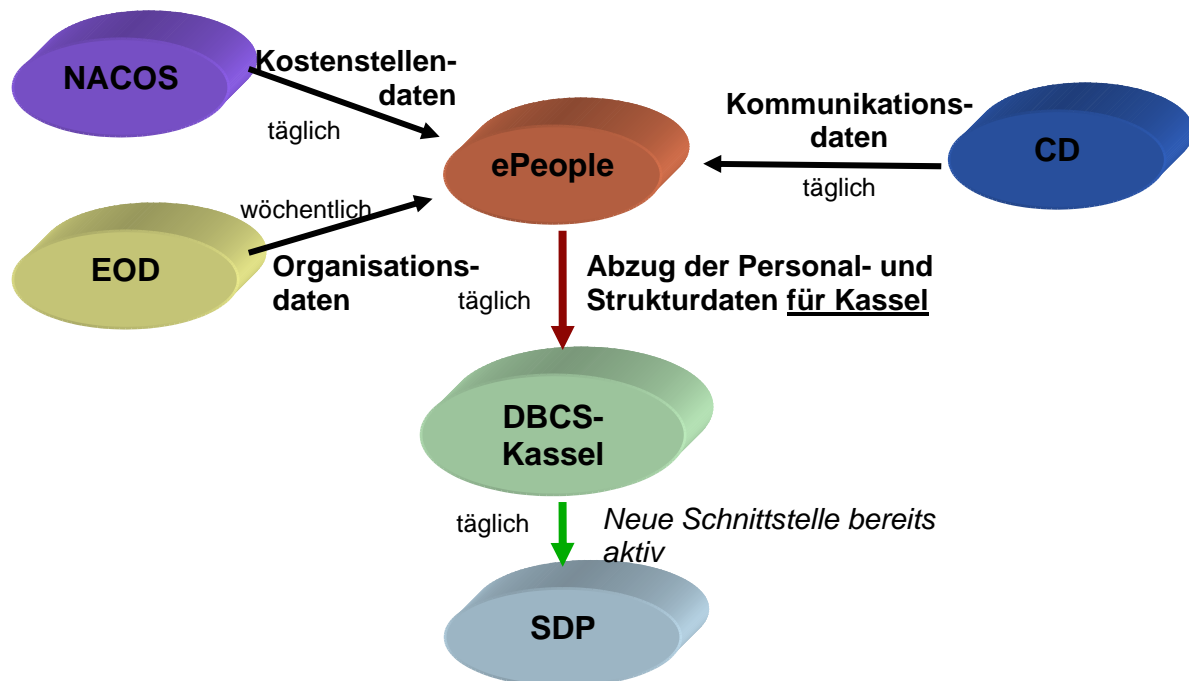 NACOS
Kostenstellen-
daten
täglich
Kommunikations-
daten
täglich
CD
ePeople
wöchentlich
EOD
Organisations-
daten
täglich
Abzug der Personal- und
Strukturdaten für Kassel
DBCS-
Kassel
täglich
Neue Schnittstelle bereits
aktiv
SDP